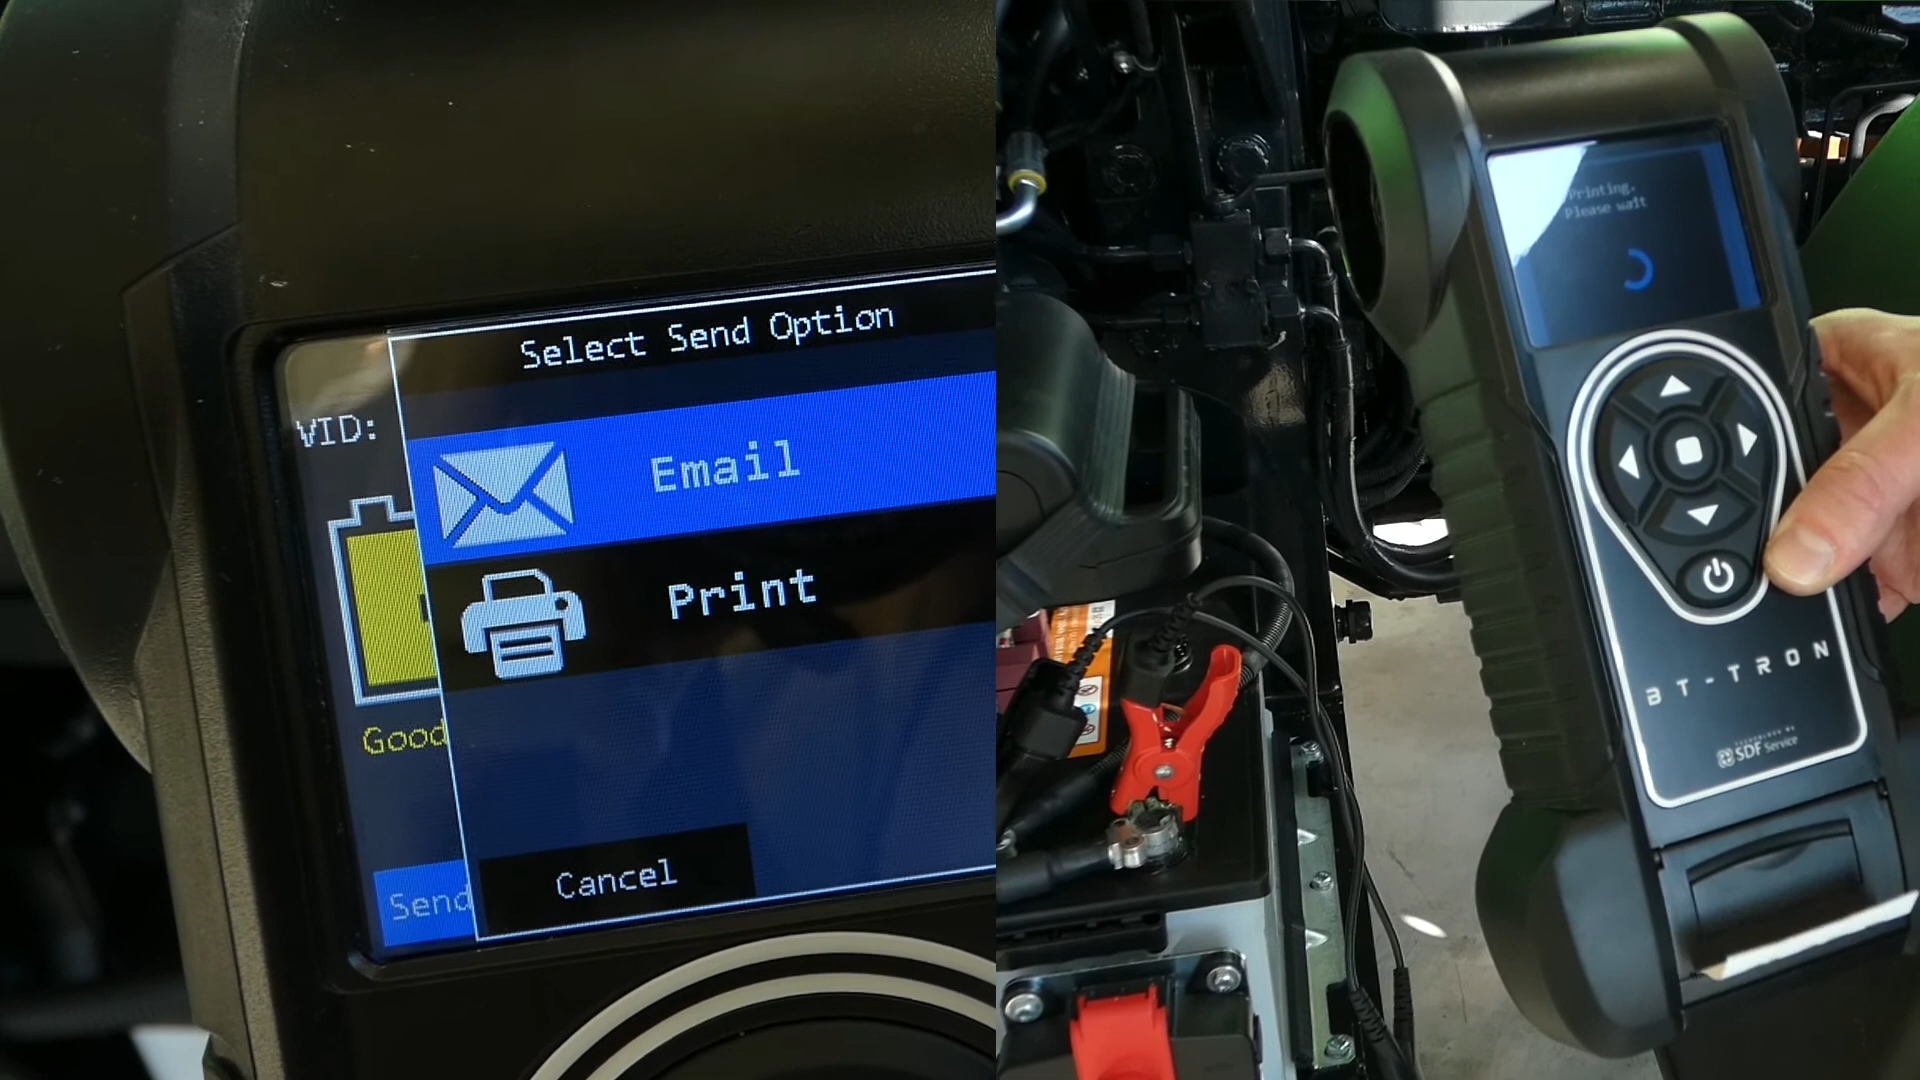 Select Send Option
VID:
Email
Print
Good
Cancel
Send
Printing.
Please wait
BT-TRON
SDF Service